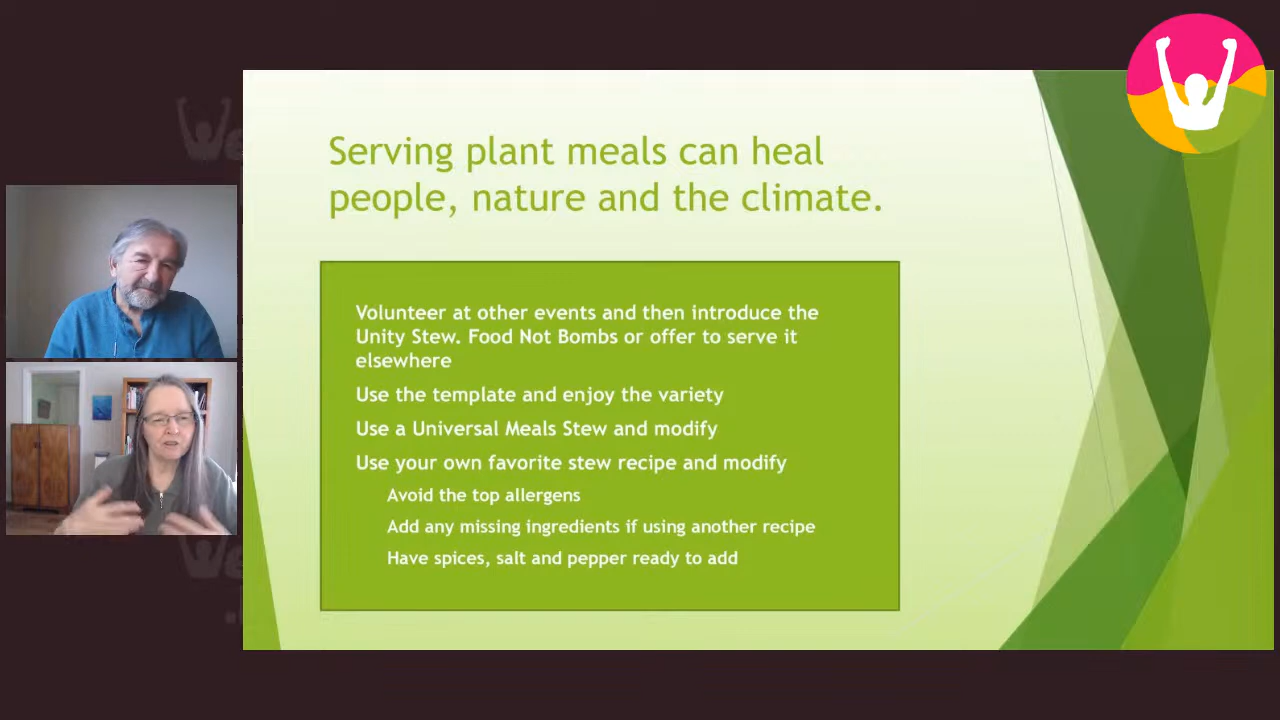 Serving plant meals can heal
people, nature and the climate.
Volunteer at other events and then introduce the
Unity Stew. Food Not Bombs or offer to serve it
elsewhere
Use the template and enjoy the variety
Use a Universal Meals Stew and modify
Use your own favorite stew recipe and modify
Avoid the top allergens
Add any missing ingredients if using another recipe
Have spices, salt and pepper ready to add